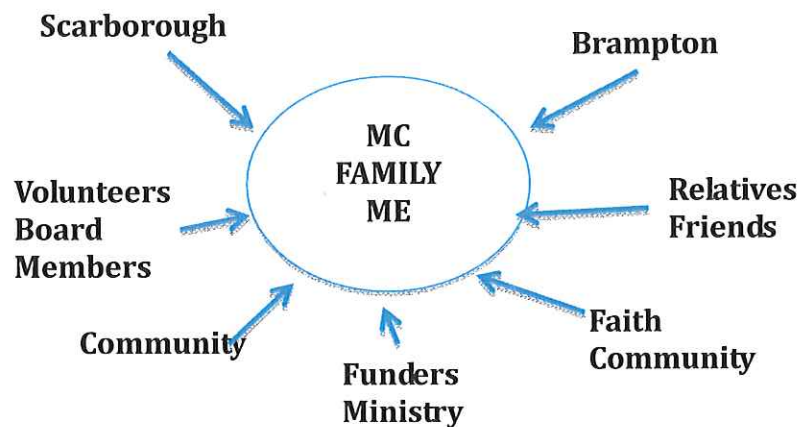 Scarborough
Brampton
MC
FAMILY
ME
Volunteers
Board
Members
Relatives
Friends
Community
Funders
Ministry
Faith
Community